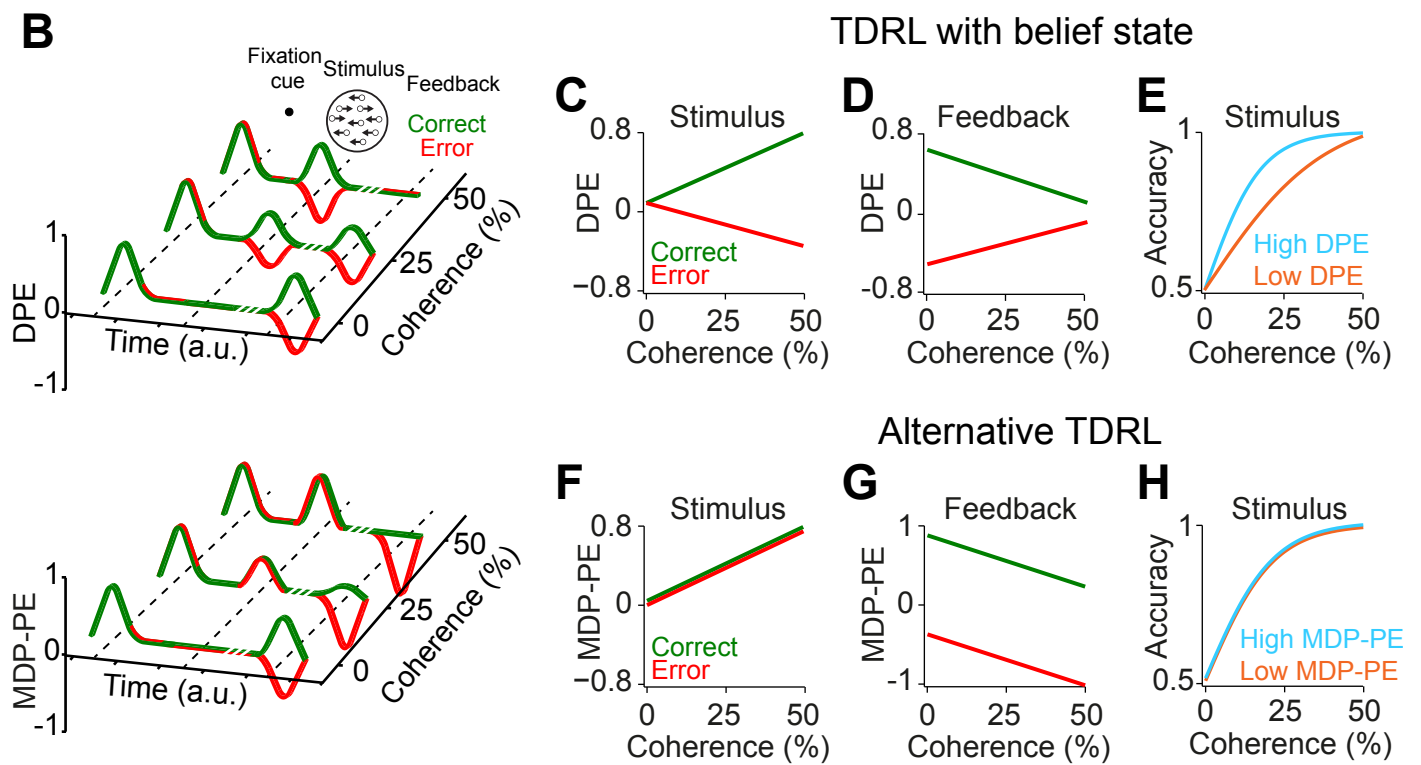 B
Fixation
cue
Stimulus
Feedback
Correct
Error
1
0
-1
DPE
Time (a.u.)
0
25
50
Coherence (%)
TDRL with belief state
C
Stimulus
0.8
0
−0.8
DPE
Correct
Error
0
25
50
Coherence (%)
D
Feedback
0.8
0
−0.8
DPE
0
25
50
Coherence (%)
E
Stimulus
1
0.5
Accuracy
High DPE
Low DPE
0
25
50
Coherence (%)
1
0
-1
MDP-PE
Time (a.u.)
0
25
50
Coherence (%)
Alternative TDRL
F
Stimulus
0.8
0
−0.8
MDP-PE
Correct
Error
0
25
50
Coherence (%)
G
Feedback
1
0
−1
MDP-PE
0
25
50
Coherence (%)
H
Stimulus
1
0.5
Accuracy
High MDP-PE
Low MDP-PE
0
25
50
Coherence (%)